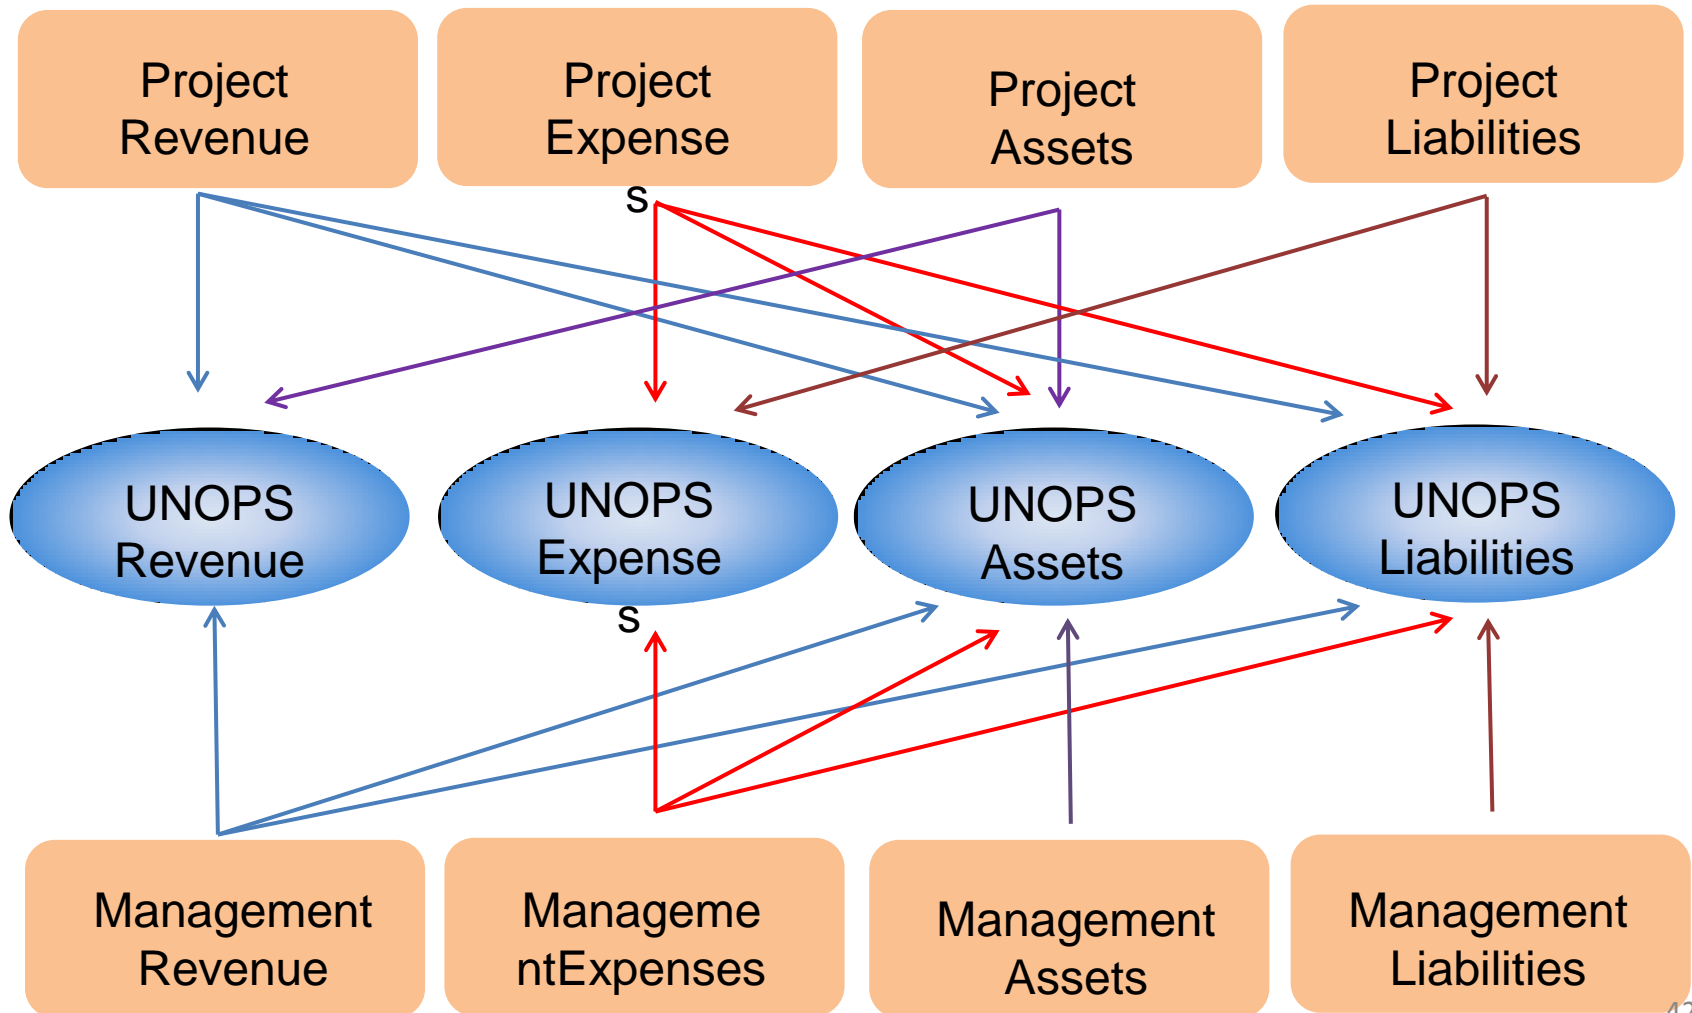 Project
Revenue
Project
Expense
s
Project
Assets
Project
Liabilities
UNOPS
Revenue
UNOPS
Expense
s
UNOPS
Assets
UNOPS
Liabilities
Management
Revenue
Manageme
ntExpenses
Management
Assets
Management
Liabilities